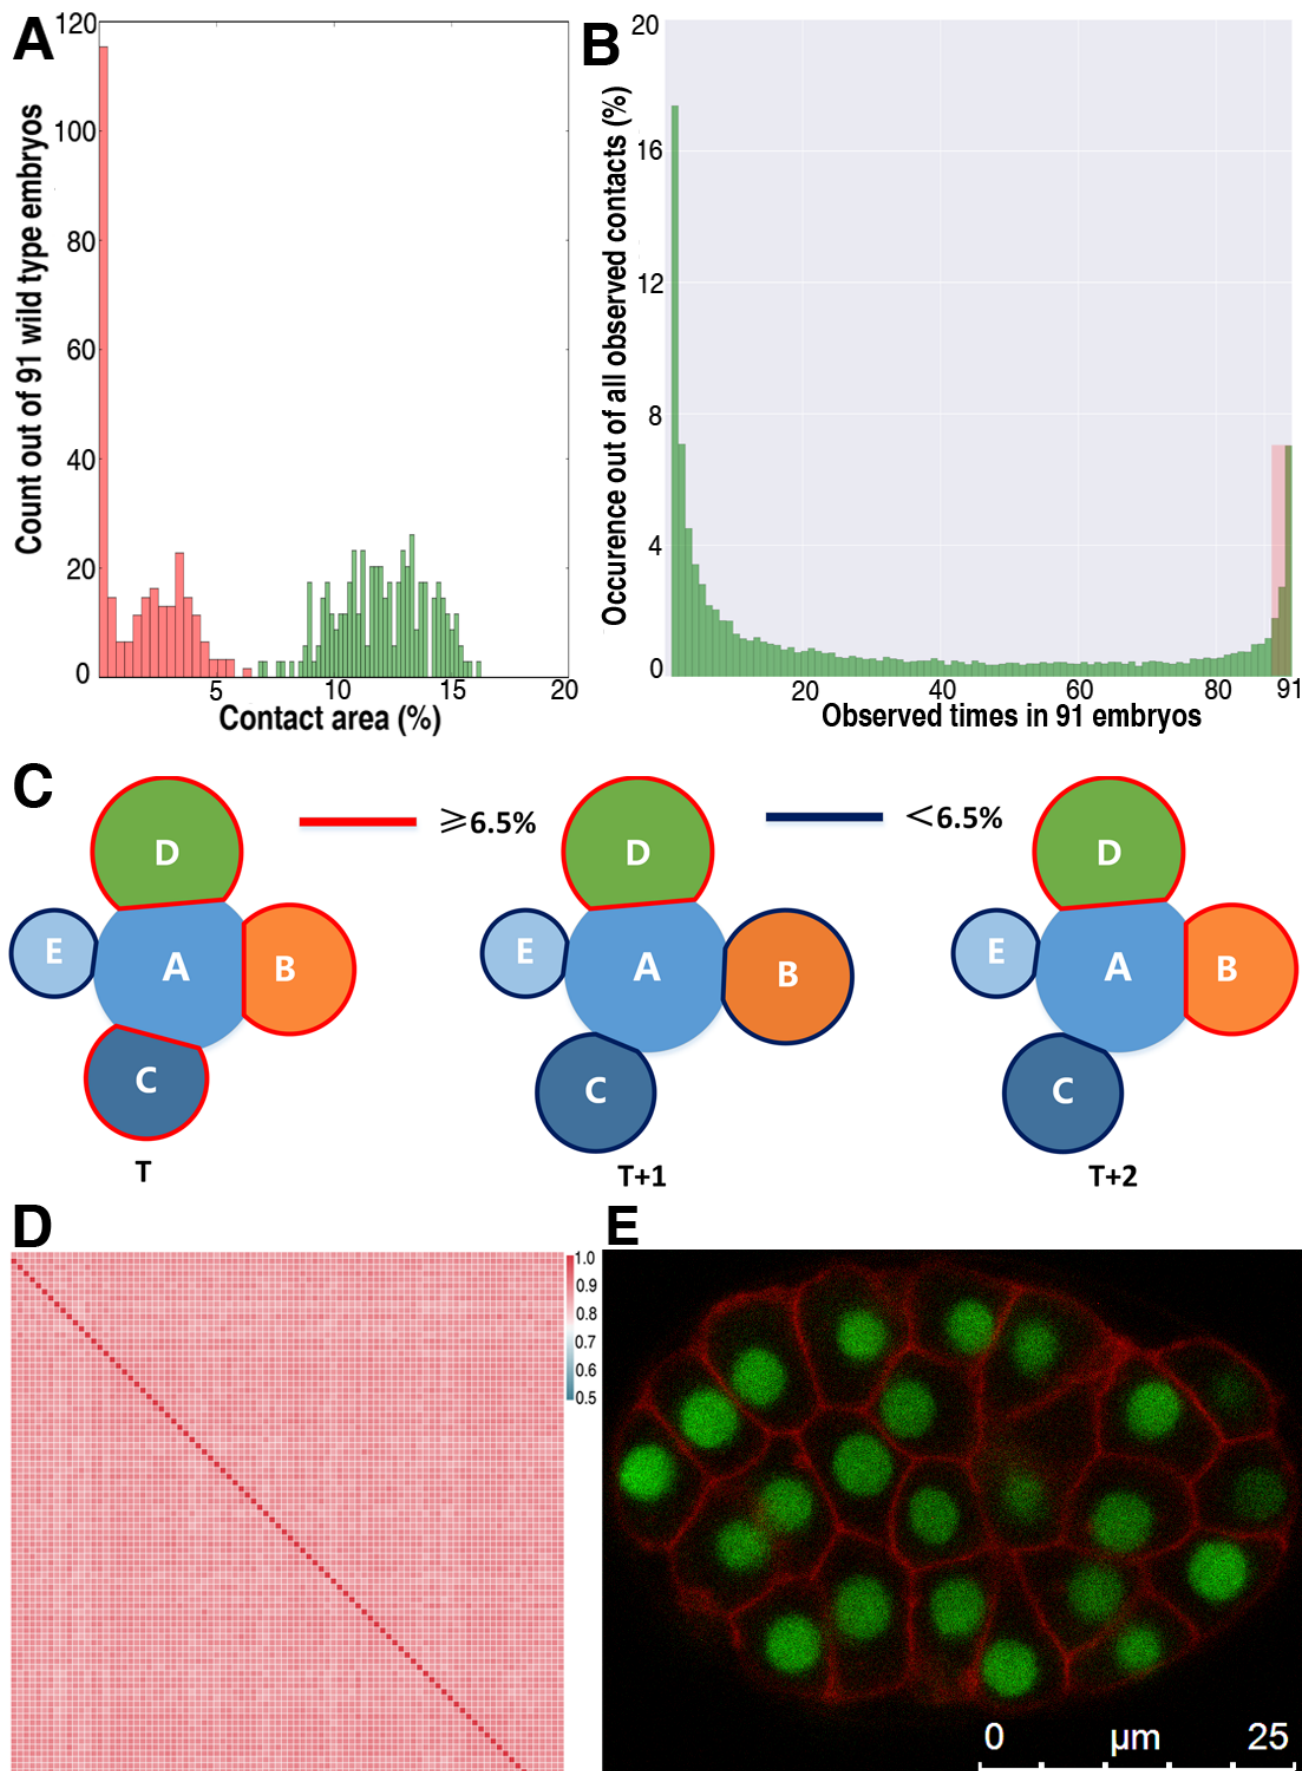 A
B
Count out of 91 wild type embryos
120
100
80
60
40
20
0
5
10
15
20
Contact area (%)
Occurence out of all observed contacts (%)
20
16
12
8
4
0
20
40
60
80
91
Observed times in 91 embryos
C
≥6.5%
<6.5%
D
E
A
B
C
T
D
E
A
B
C
T+1
D
E
A
B
C
T+2
D
1.0
0.9
0.8
0.7
0.6
0.5
E
0 µm 25